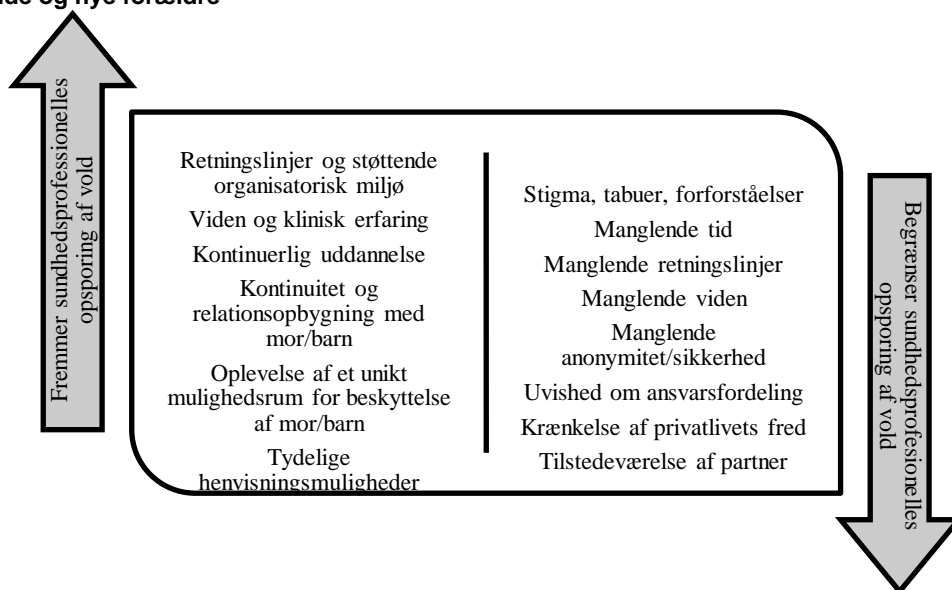 nye forældre
Fremmer sundhedsprofessionelles
opsporing af vold
Retningslinjer og støttende
organisatorisk miljø
Viden og klinisk erfaring
Kontinuerlig uddannelse
Kontinuitet og
relationsopbygning med
mor/barn
Oplevelse af et unikt
mulighedsrum for beskyttelse
af mor/barn
Tydelige
henvisningsmuligheder
Stigma, tabuer, forforståelser
Manglende tid
Manglende retningslinjer
Manglende viden
Manglende
anonymitet/sikkerhed
Uvished om ansvarsfordeling
Krænkelse af privatlivets fred
Tilstedeværelse af partner
Begrænser sundhedsprofesionelles
opsporing af vold